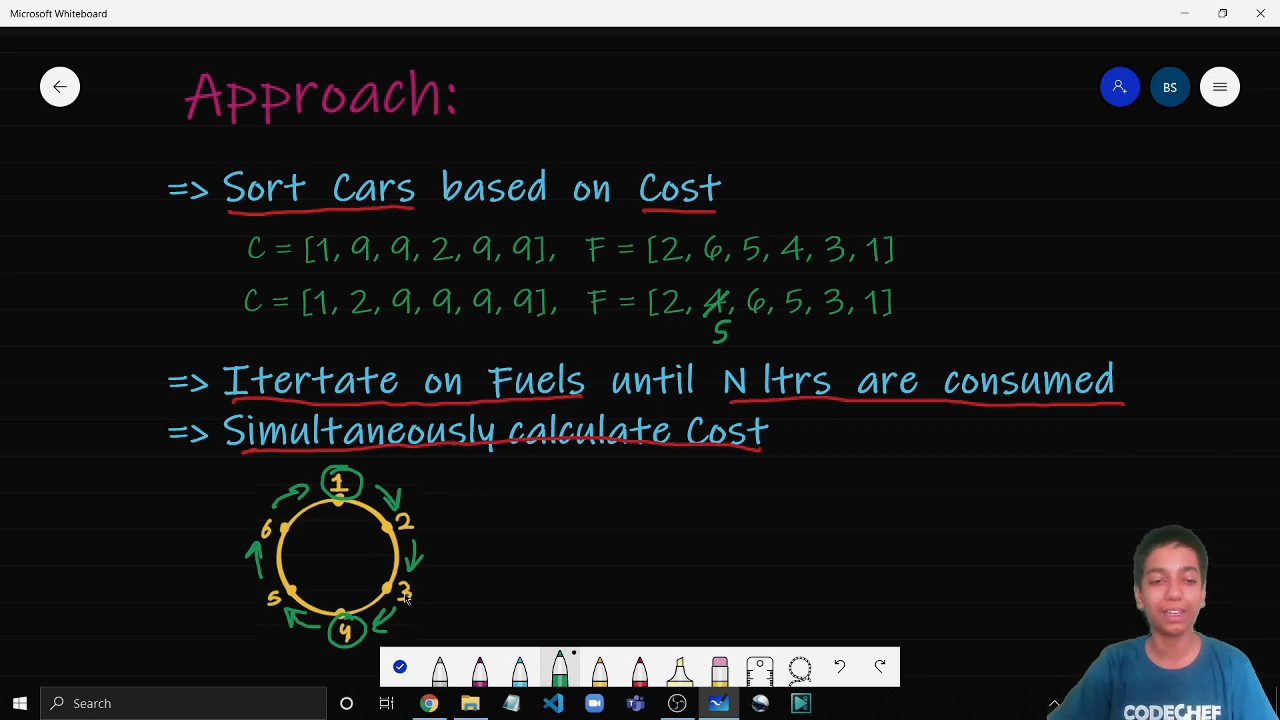 Microsoft Whiteboard
Approach:
BS
=> Sort Cars based on Cost
C = [1, 9, 9, 2, 9, 9], F = [2, 6, 5, 4, 3, 1]
C = [1, 2, 9, 9, 9, 9], F = [2, 4, 6, 5, 3, 1]
5
=> Itertate on Fuels until N ltrs are consumed
=> Simultaneously calculate Cost
1
6 2
5 3
4
Search
CODECHEF